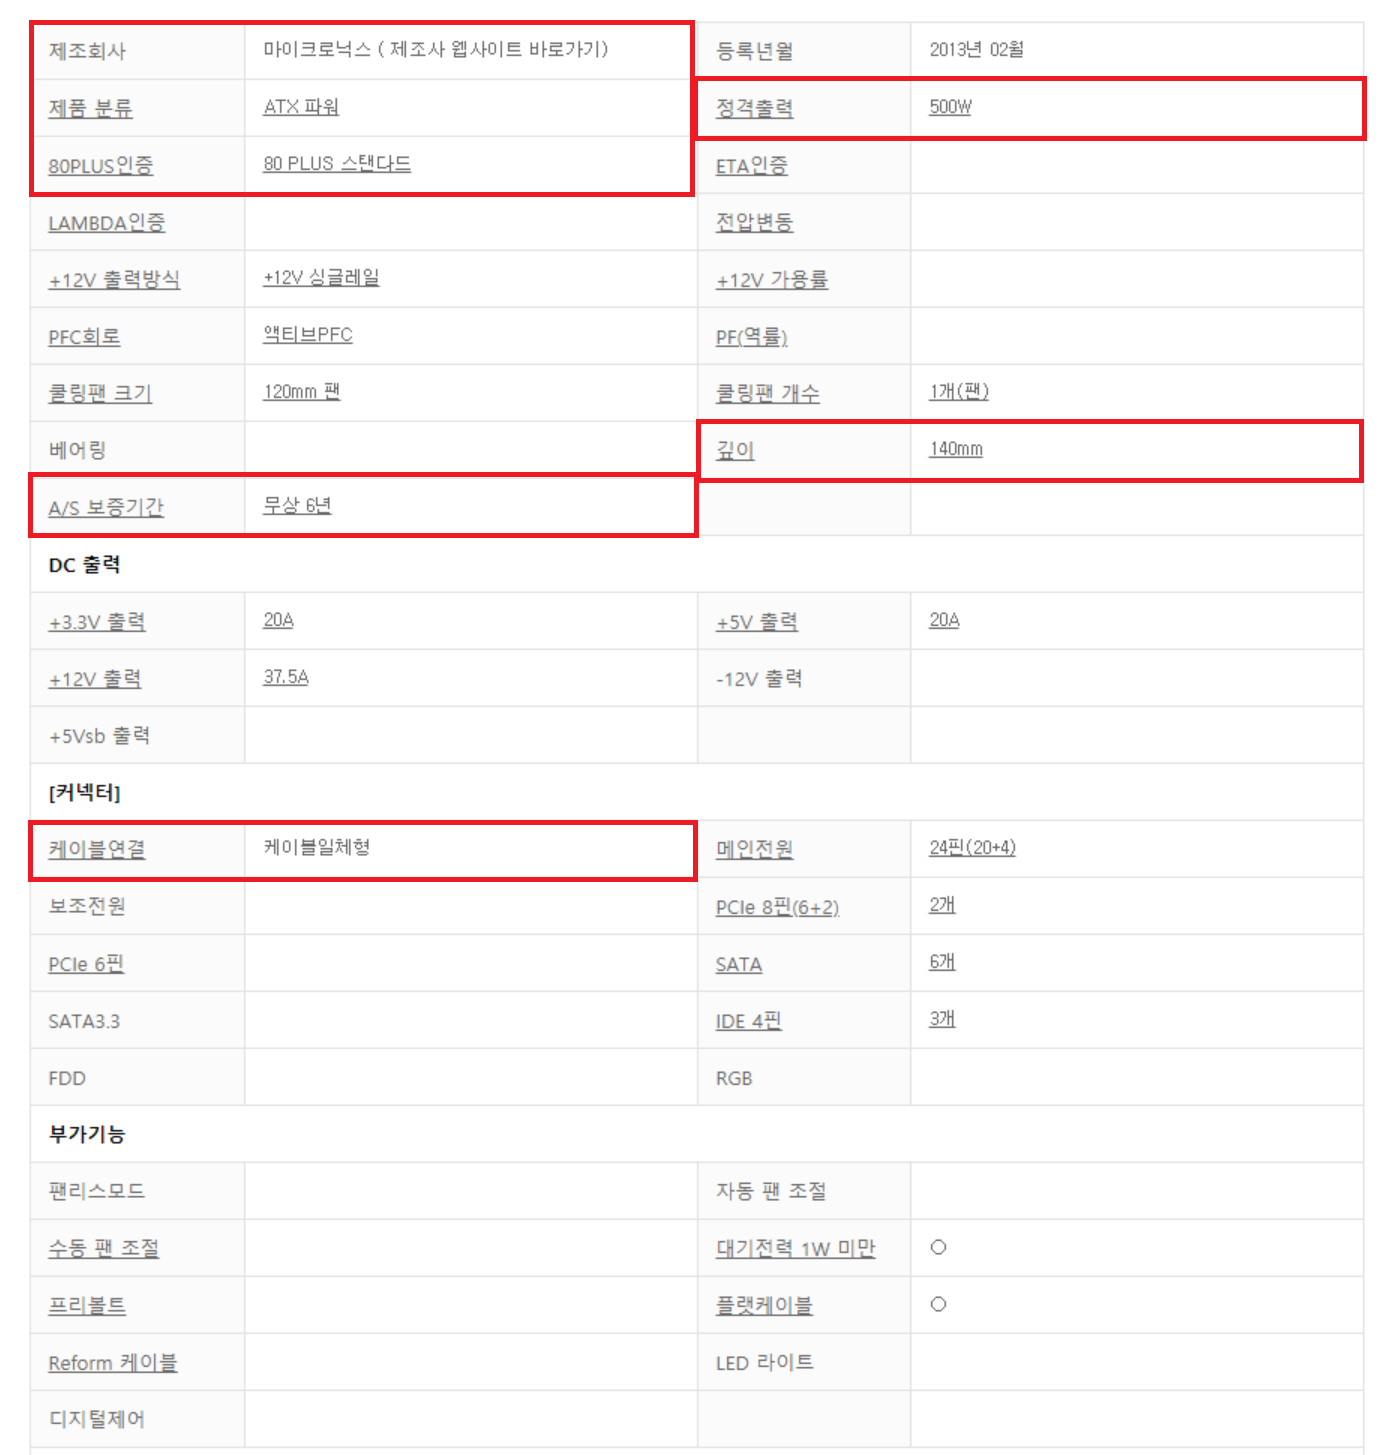 제조회사 마이크로닉스 ( 제조사 웹사이트 바로가기) 등록년월 2013년 02월
제품 분류 ATX 파워 정격출력 500W
80PLUS인증 80 PLUS 스탠다드 ETA인증
LAMBDA인증 전압변동
+12V 출력방식 +12V 싱글레일 +12V 가용률
PFC회로 액티브PFC PF(역률)
쿨링팬 크기 120mm 팬 쿨링팬 개수 1개(팬)
베어링 깊이 140mm
A/S 보증기간 무상 6년
DC 출력
+3.3V 출력 20A +5V 출력 20A
+12V 출력 37.5A -12V 출력
+5Vsb 출력
[커넥터]
케이블연결 케이블일체형 메인전원 24핀(20+4)
보조전원 PCIe 8핀(6+2) 2개
PCIe 6핀 SATA 6개
SATA3.3 IDE 4핀 3개
FDD RGB
부가기능
팬리스모드 자동 팬 조절
수동 팬 조절 대기전력 1W 미만 ○
프리볼트 플랫케이블 ○
Reform 케이블 LED 라이트
디지털제어